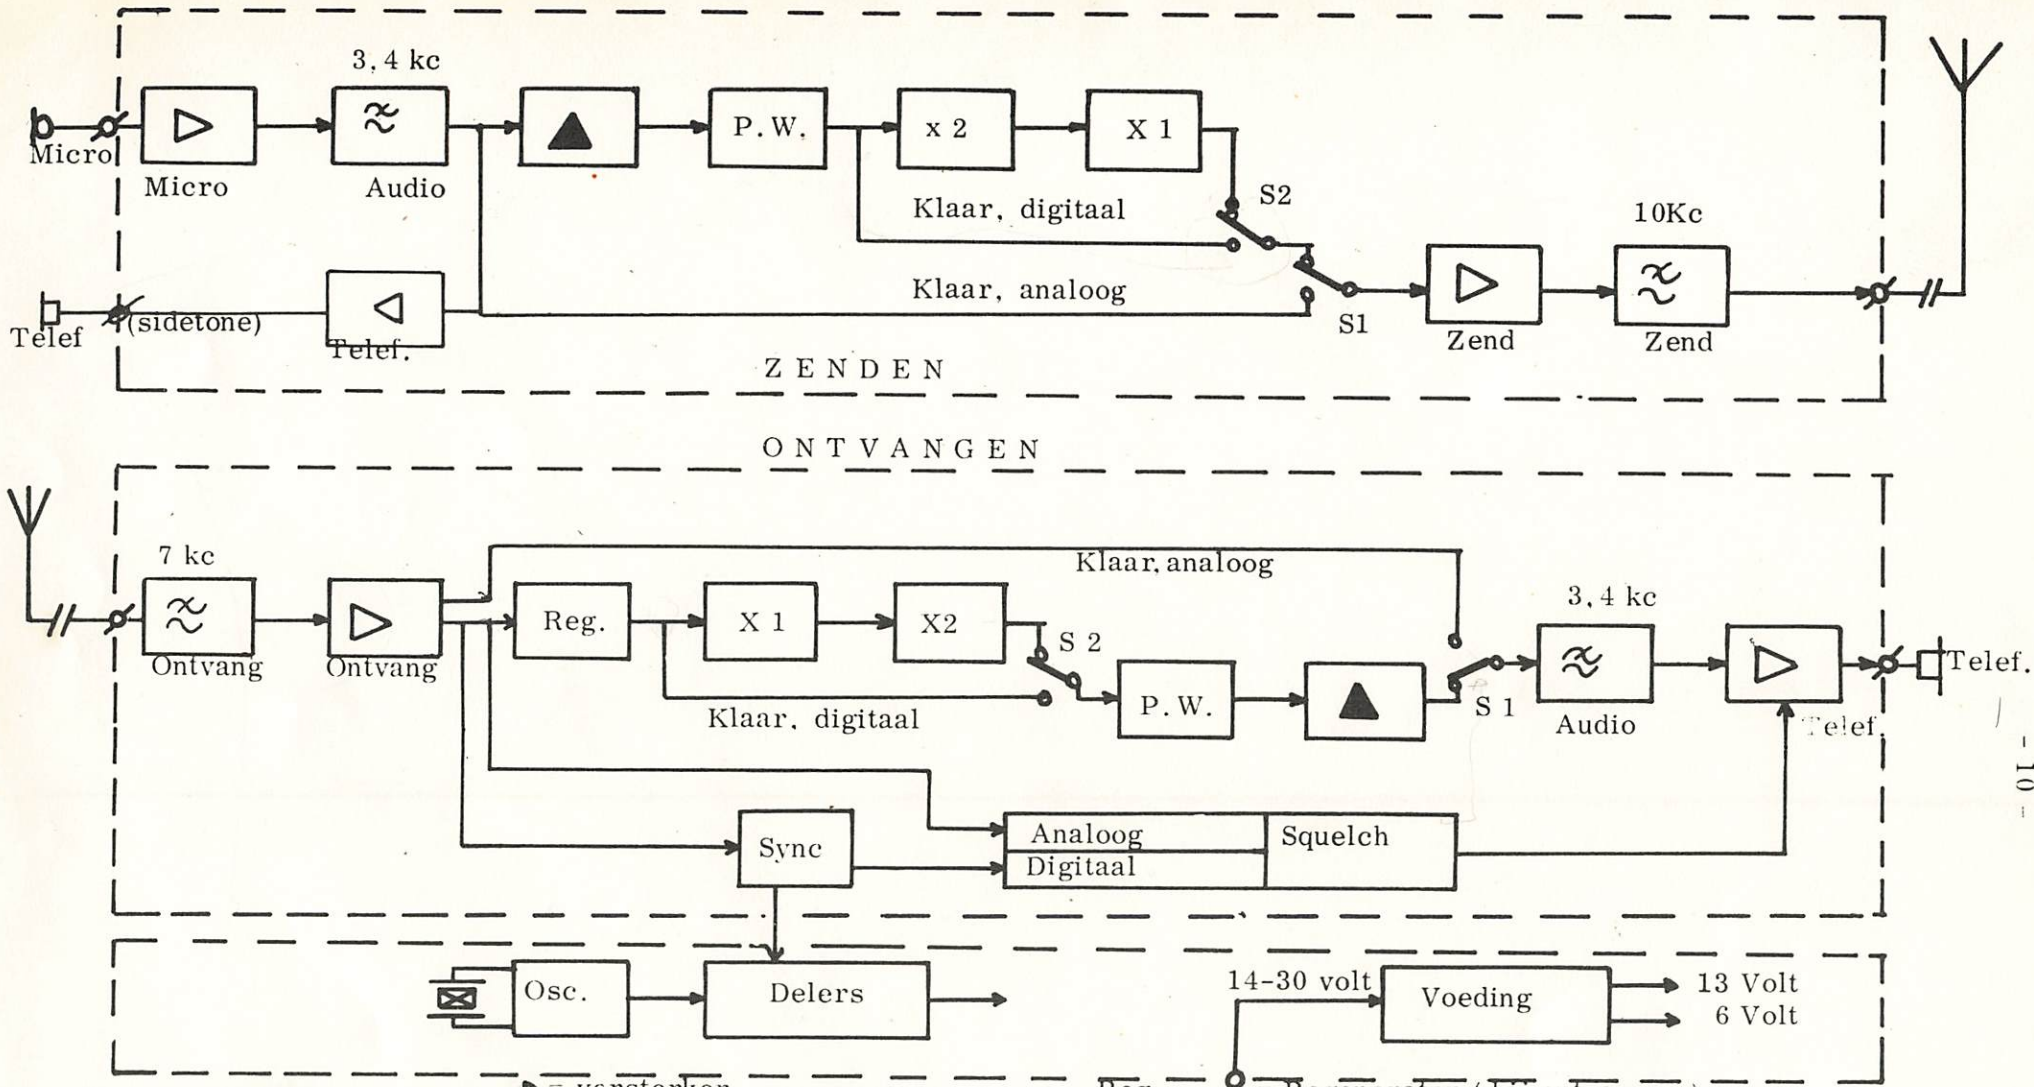 3,4 kc
P.W.
x 2
X 1
Micro
Micro
Audio
Klaar, digitaal
S2
10Kc
Klaar, analoog
Telef
(sidetone)
Telef.
S1
Zend
Zend
ZENDEN
ONTVANGEN
7 kc
Klaar, analoog
3,4 kc
Reg.
X 1
X2
S 2
Ontvang
Ontvang
Telef.
Klaar, digitaal
P.W.
S 1
Audio
Telef.
- 10 -
Sync
Analoog
Squelch
Digitaal
Osc.
Delers
14-30 volt
Voeding
13 Volt
6 Volt